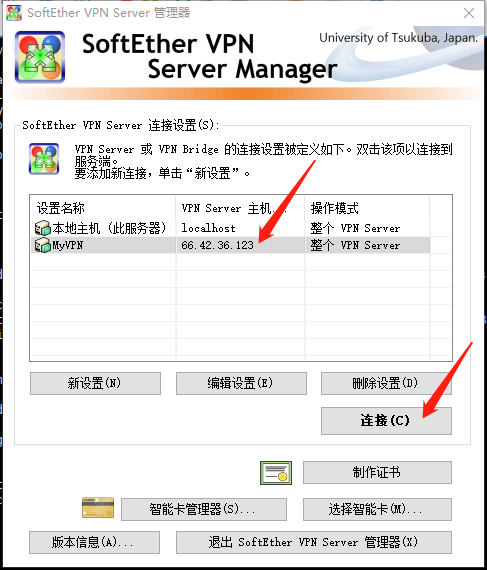 SoftEther VPN Server 管理器
SoftEther VPN
Server Manager
University of Tsukuba, Japan.
SoftEther VPN Server 连接设置(S):
VPN Server 或 VPN Bridge 的连接设置被定义如下。双击该项以连接到
服务端。
要添加新连接，单击“新设置”。
设置名称 VPN Server 主机... 操作模式
本地主机 (此服务器) localhost 整个 VPN Server
MyVPN 66.42.36.123 整个 VPN Server
新设置(N) 编辑设置(E) 删除设置(D)
连接(C)
制作证书
智能卡管理器(S)... 选择智能卡(M)...
版本信息(A)... 退出 SoftEther VPN Server 管理器(X)